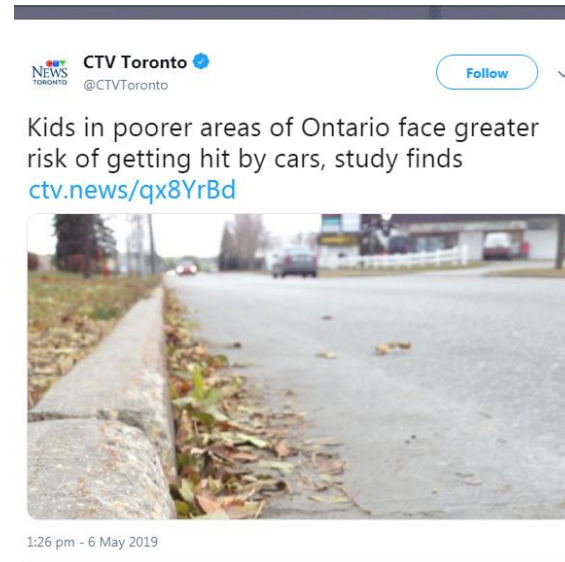 CTV Toronto
NEWS
TORONTO
@CTVToronto
Follow
Kids in poorer areas of Ontario face greater
risk of getting hit by cars, study finds
ctv.news/qx8YrBd
1:26 pm - 6 May 2019